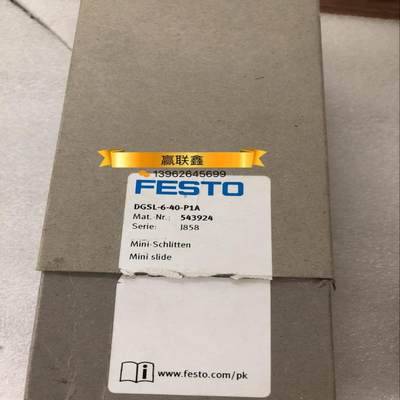 赢联鑫
13962645699
FESTO
DGSL-6-40-P1A
Mat.-Nr.: 543924
Serie: J858
Mini-Schlitten
Mini slide
www.festo.com/pk